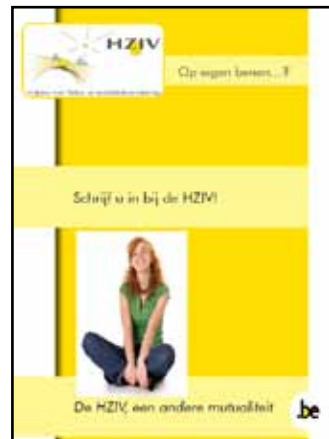 HZIV
Op eigen benen...?
Schrijf u in bij de HZIV!
De HZIV, een andere mutualiteit
.be